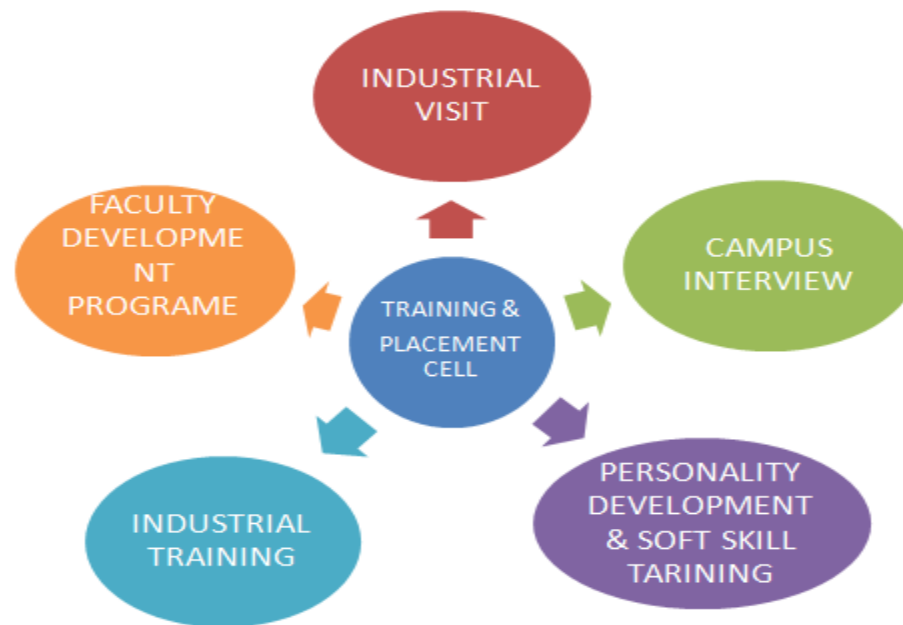 INDUSTRIAL
VISIT
FACULTY
DEVELOPME
NT
PROGRAME
CAMPUS
INTERVIEW
TRAINING &
PLACEMENT
CELL
INDUSTRIAL
TRAINING
PERSONALITY
DEVELOPMENT
& SOFT SKILL
TARINING